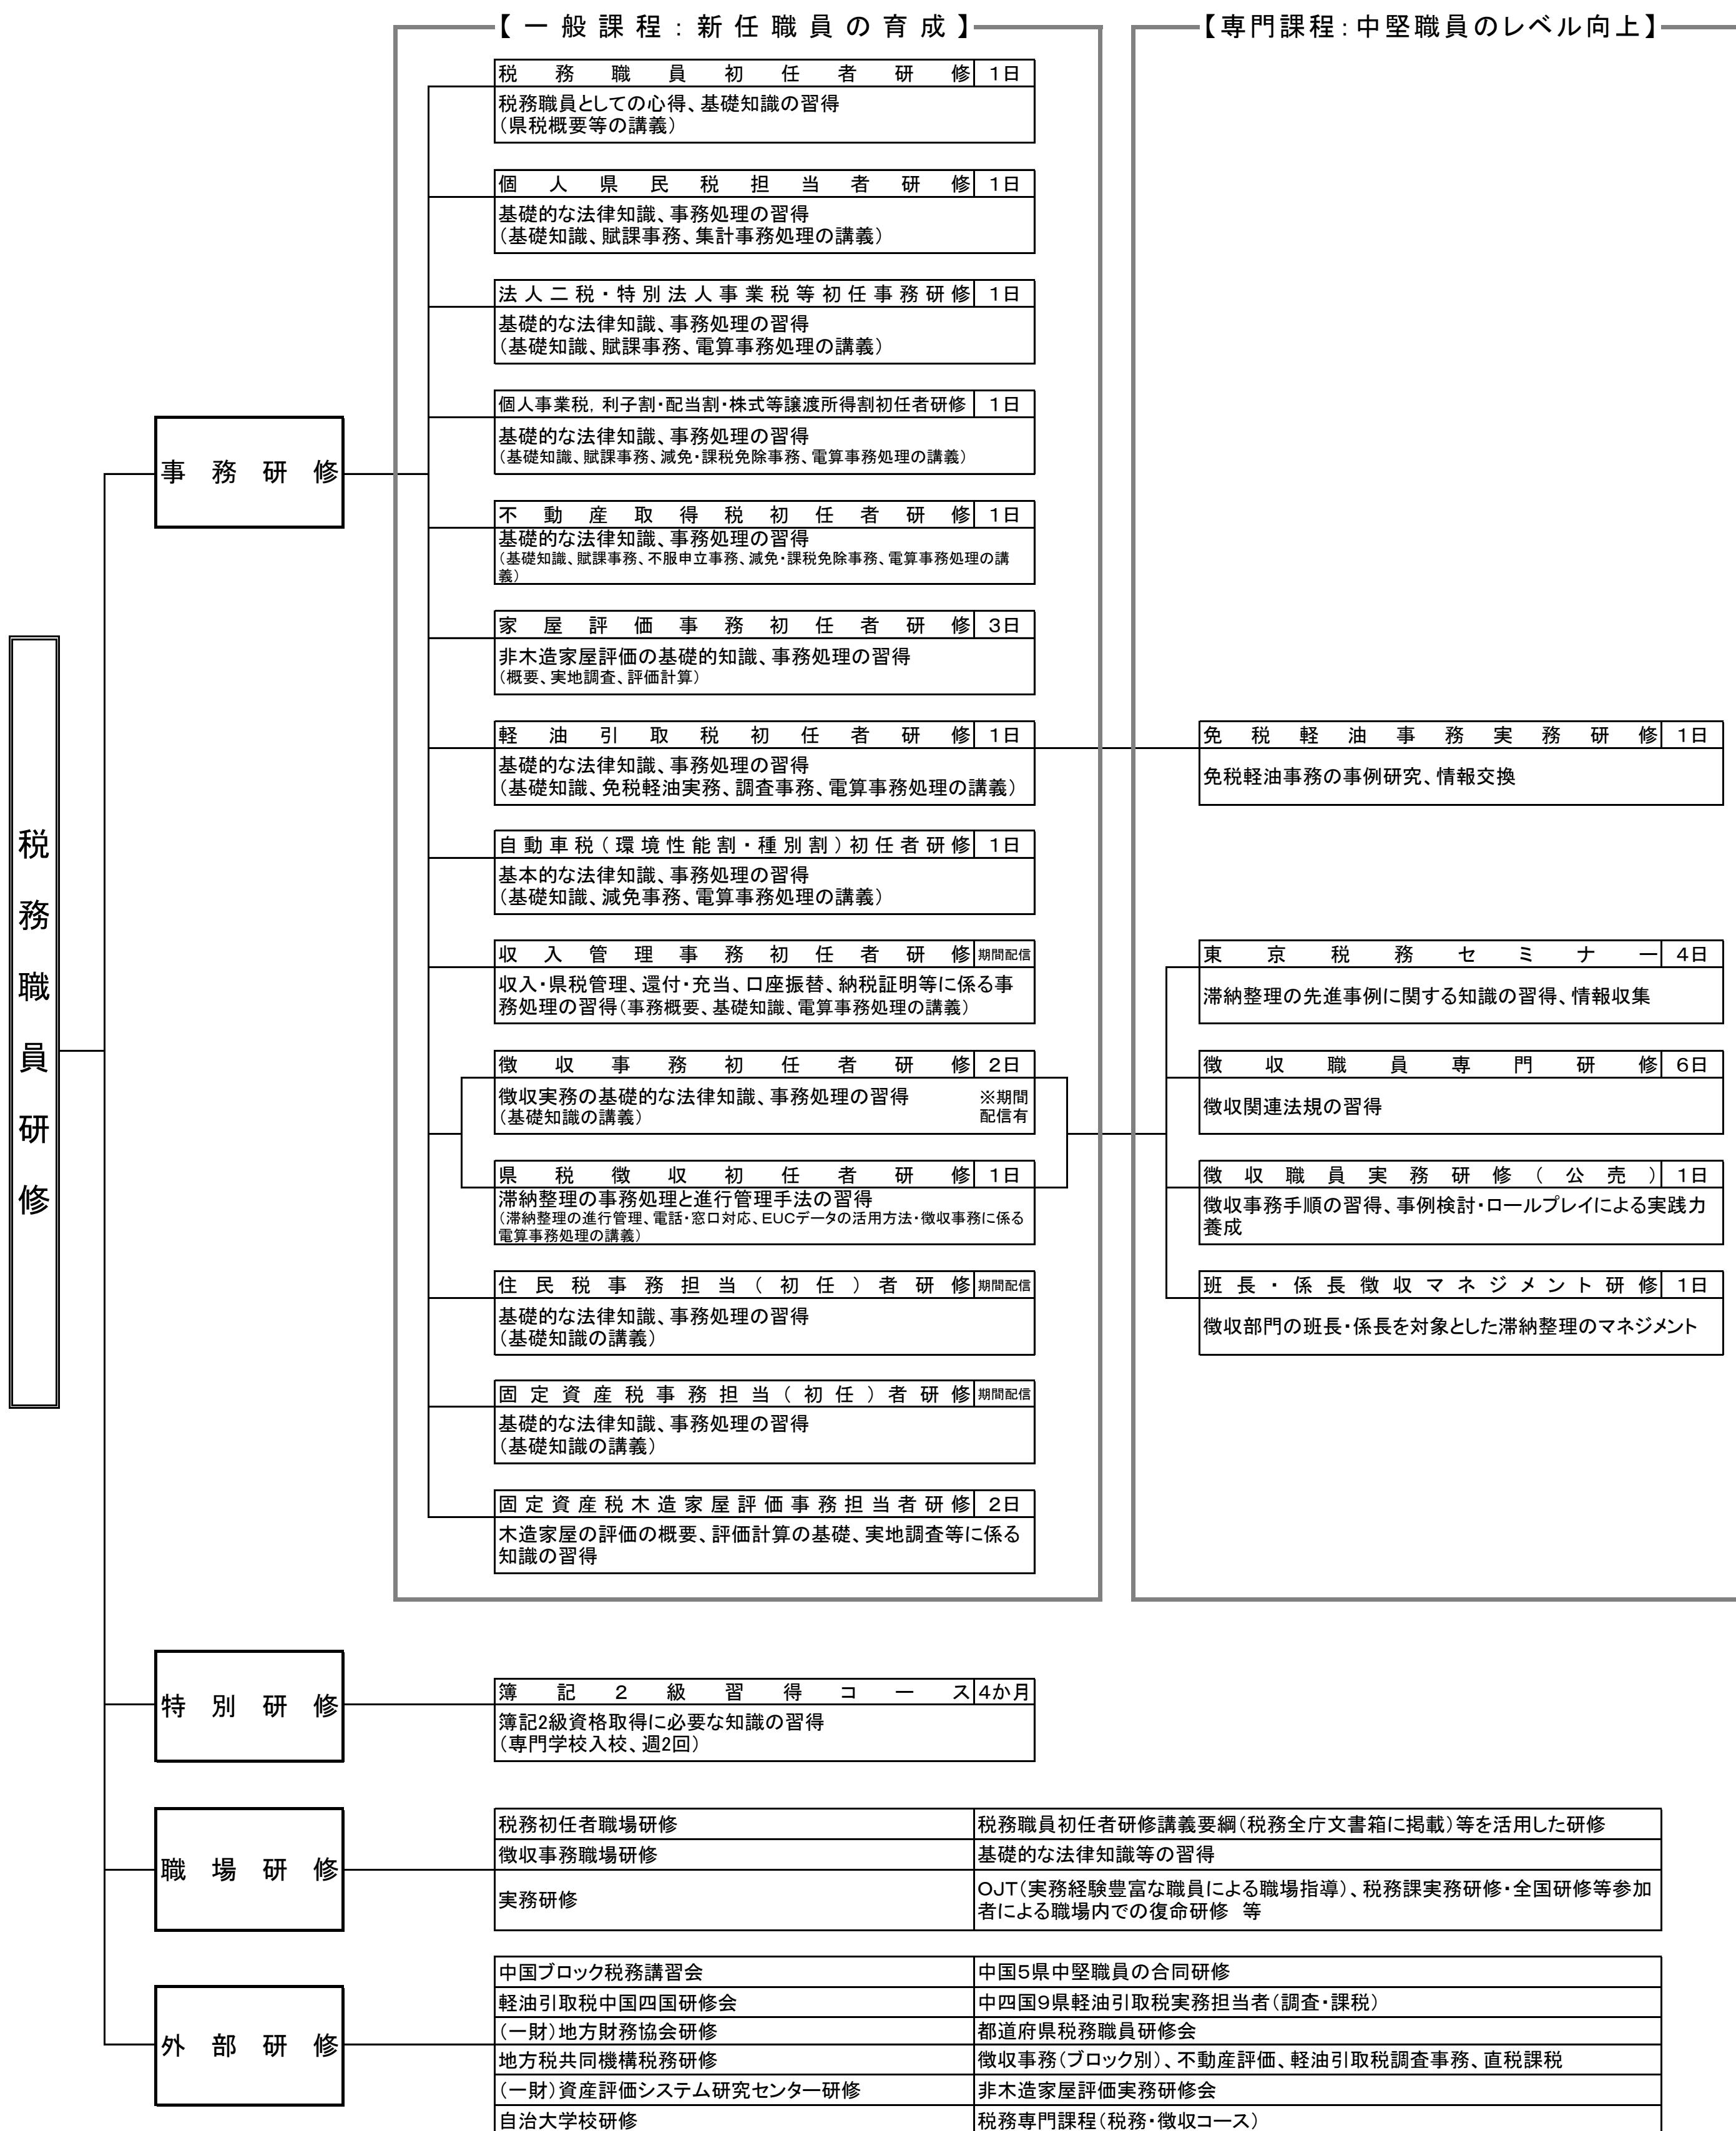 【一般課程：新任職員の育成】
【専門課程：中堅職員のレベル向上】
税務職員研修
事務研修
税務職員初任者研修 1日
税務職員としての心得、基礎知識の習得
（県税概要等の講義）
個人県民税担当者研修 1日
基礎的な法律知識、事務処理の習得
（基礎知識、賦課事務、集計事務処理の講義）
法人二税・特別法人事業税等初任事務研修 1日
基礎的な法律知識、事務処理の習得
（基礎知識、賦課事務、電算事務処理の講義）
個人事業税，利子割・配当割・株式等譲渡所得割初任者研修 1日
基礎的な法律知識、事務処理の習得
（基礎知識、賦課事務、減免・課税免除事務、電算事務処理の講義）
不動産取得税初任者研修 1日
基礎的な法律知識、事務処理の習得
（基礎知識、賦課事務、不服申立事務、減免・課税免除事務、電算事務処理の講
義）
家屋評価事務初任者研修 3日
非木造家屋評価の基礎的知識、事務処理の習得
（概要、実地調査、評価計算）
軽油引取税初任者研修 1日
基礎的な法律知識、事務処理の習得
（基礎知識、免税軽油実務、調査事務、電算事務処理の講義）
免税軽油事務実務研修 1日
免税軽油事務の事例研究、情報交換
自動車税（環境性能割・種別割）初任者研修 1日
基本的な法律知識、事務処理の習得
（基礎知識、減免事務、電算事務処理の講義）
収入管理事務初任者研修 期間配信
収入・県税管理、還付・充当、口座振替、納税証明等に係る事
務処理の習得（事務概要、基礎知識、電算事務処理の講義）
東京税務セミナー 4日
滞納整理の先進事例に関する知識の習得、情報収集
徴収事務初任者研修 2日
徴収実務の基礎的な法律知識、事務処理の習得
（基礎知識の講義）
※期間
配信有
徴収職員専門研修 6日
徴収関連法規の習得
県税徴収初任者研修 1日
滞納整理の事務処理と進行管理手法の習得
（滞納整理の進行管理、電話・窓口対応、EUCデータの活用方法・徴収事務に係る
電算事務処理の講義）
徴収職員実務研修（公売） 1日
徴収事務手順の習得、事例検討・ロールプレイによる実践力
養成
住民税事務担当（初任）者研修 期間配信
基礎的な法律知識、事務処理の習得
（基礎知識の講義）
班長・係長徴収マネジメント研修 1日
徴収部門の班長・係長を対象とした滞納整理のマネジメント
固定資産税事務担当（初任）者研修 期間配信
基礎的な法律知識、事務処理の習得
（基礎知識の講義）
固定資産税木造家屋評価事務担当者研修 2日
木造家屋の評価の概要、評価計算の基礎、実地調査等に係る
知識の習得
特別研修
簿記2級習得コース 4か月
簿記2級資格取得に必要な知識の習得
（専門学校入校、週2回）
職場研修
税務初任者職場研修 税務職員初任者研修講義要綱（税務全庁文書箱に掲載）等を活用した研修
徴収事務職場研修 基礎的な法律知識等の習得
実務研修
OJT（実務経験豊富な職員による職場指導）、税務課実務研修・全国研修等参加
者による職場内での復命研修　等
外部研修
中国ブロック税務講習会 中国5県中堅職員の合同研修
軽油引取税中国四国研修会 中四国9県軽油引取税実務担当者（調査・課税）
（一財）地方財務協会研修 都道府県税務職員研修会
地方税共同機構税務研修 徴収事務（ブロック別）、不動産評価、軽油引取税調査事務、直税課税
（一財）資産評価システム研究センター研修 非木造家屋評価実務研修会
自治大学校研修 税務専門課程（税務・徴収コース）